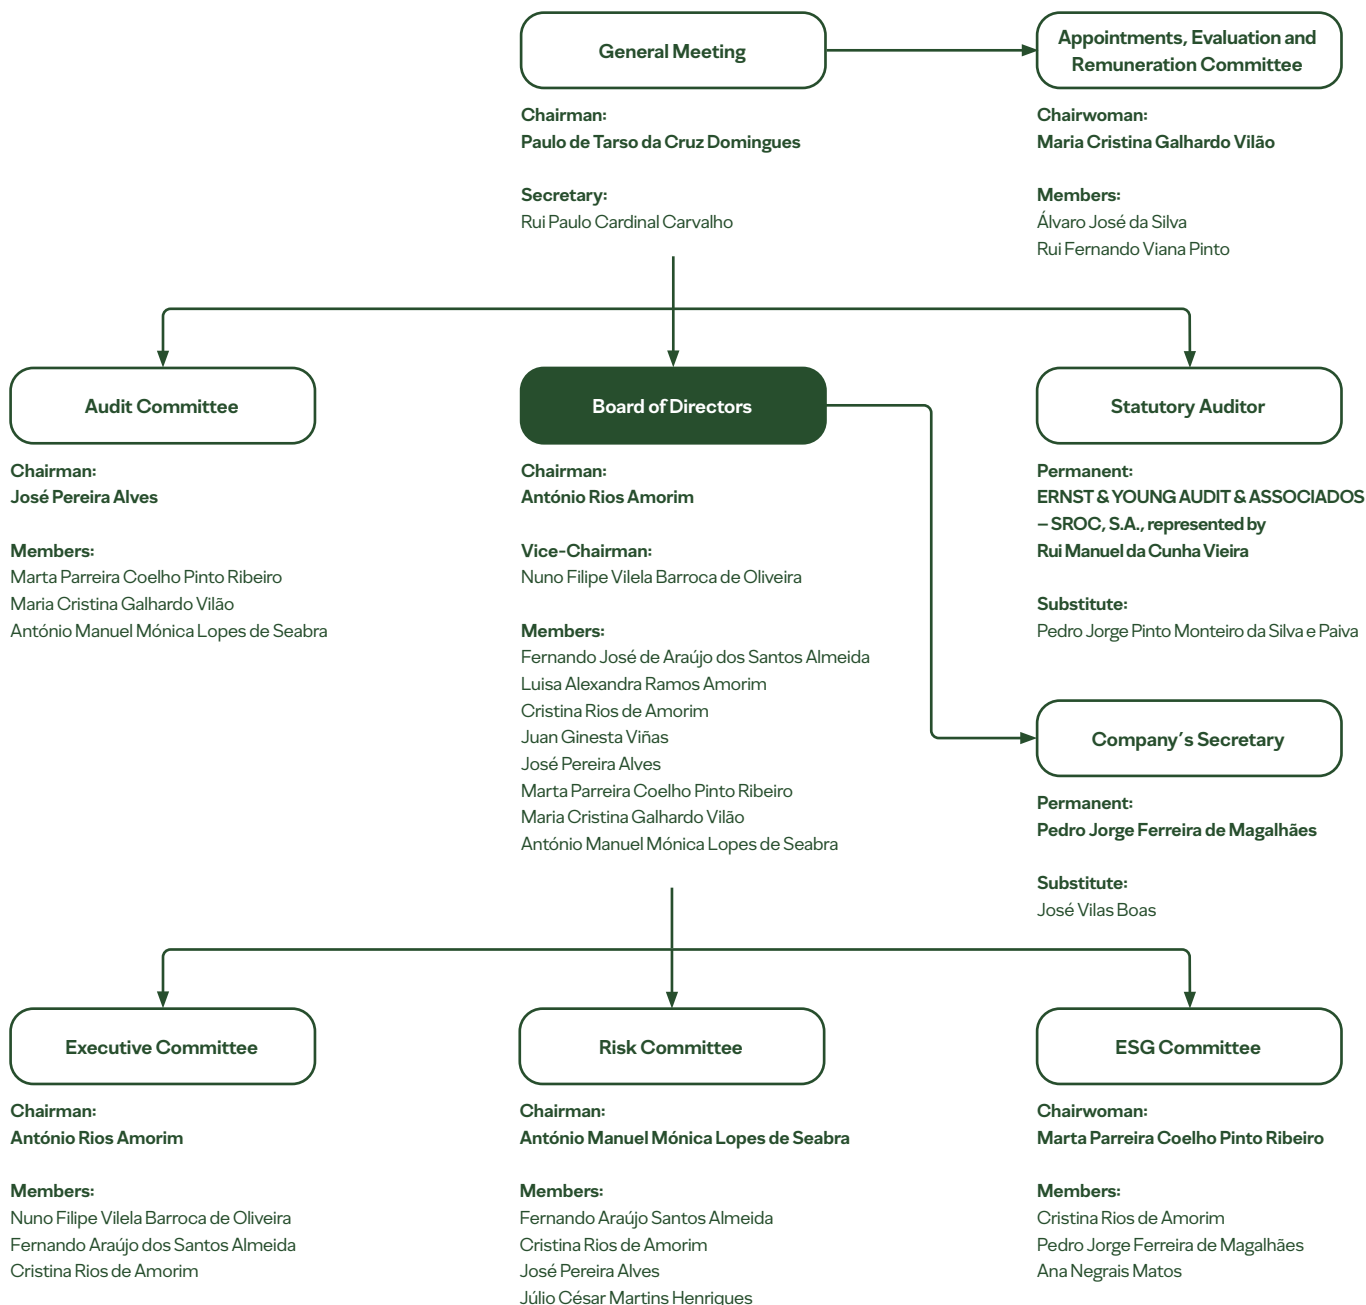 General Meeting
Chairman:
Paulo de Tarso da Cruz Domingues
Secretary:
Rui Paulo Cardinal Carvalho
Appointments, Evaluation and
Remuneration Committee
Chairwoman:
Maria Cristina Galhardo Vilão
Members:
Álvaro José da Silva
Rui Fernando Viana Pinto
Audit Committee
Chairman:
José Pereira Alves
Members:
Marta Parreira Coelho Pinto Ribeiro
Maria Cristina Galhardo Vilão
António Manuel Mónica Lopes de Seabra
Board of Directors
Chairman:
António Rios Amorim
Vice-Chairman:
Nuno Filipe Vilela Barroca de Oliveira
Members:
Fernando José de Araújo dos Santos Almeida
Luisa Alexandra Ramos Amorim
Cristina Rios de Amorim
Juan Ginesta Viñas
José Pereira Alves
Marta Parreira Coelho Pinto Ribeiro
Maria Cristina Galhardo Vilão
António Manuel Mónica Lopes de Seabra
Statutory Auditor
Permanent:
ERNST & YOUNG AUDIT & ASSOCIADOS
– SROC, S.A., represented by
Rui Manuel da Cunha Vieira
Substitute:
Pedro Jorge Pinto Monteiro da Silva e Paiva
Company's Secretary
Permanent:
Pedro Jorge Ferreira de Magalhães
Substitute:
José Vilas Boas
Executive Committee
Chairman:
António Rios Amorim
Members:
Nuno Filipe Vilela Barroca de Oliveira
Fernando Araújo dos Santos Almeida
Cristina Rios de Amorim
Risk Committee
Chairman:
António Manuel Mónica Lopes de Seabra
Members:
Fernando Araújo Santos Almeida
Cristina Rios de Amorim
José Pereira Alves
Júlio César Martins Henriques
ESG Committee
Chairwoman:
Marta Parreira Coelho Pinto Ribeiro
Members:
Cristina Rios de Amorim
Pedro Jorge Ferreira de Magalhães
Ana Negrais Matos